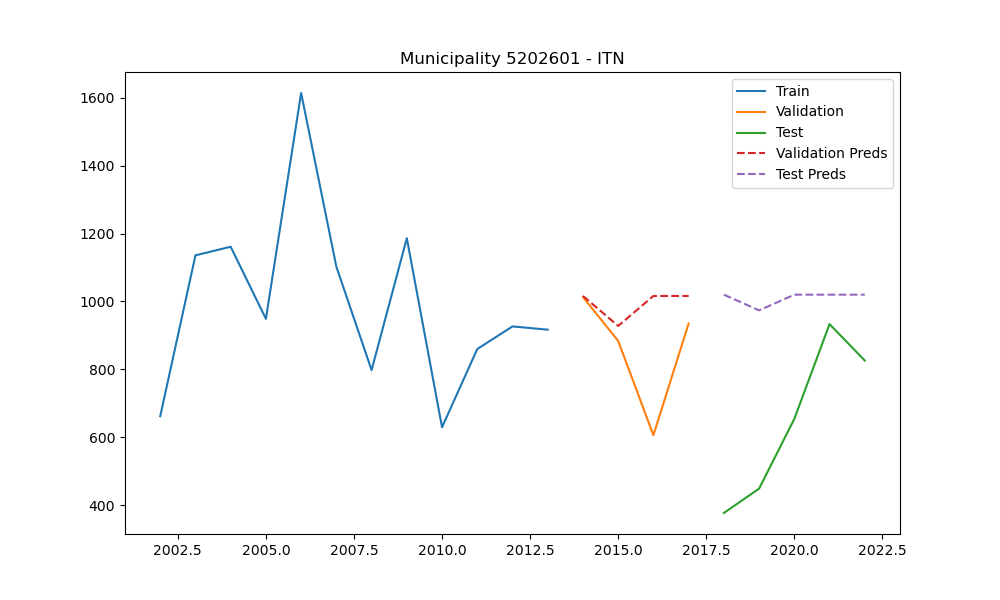 Municipality 5202601 - ITN
1600
1400
1200
1000
800
600
400
Train
Validation
Test
Validation Preds
Test Preds
2002.5 2005.0 2007.5 2010.0 2012.5 2015.0 2017.5 2020.0 2022.5